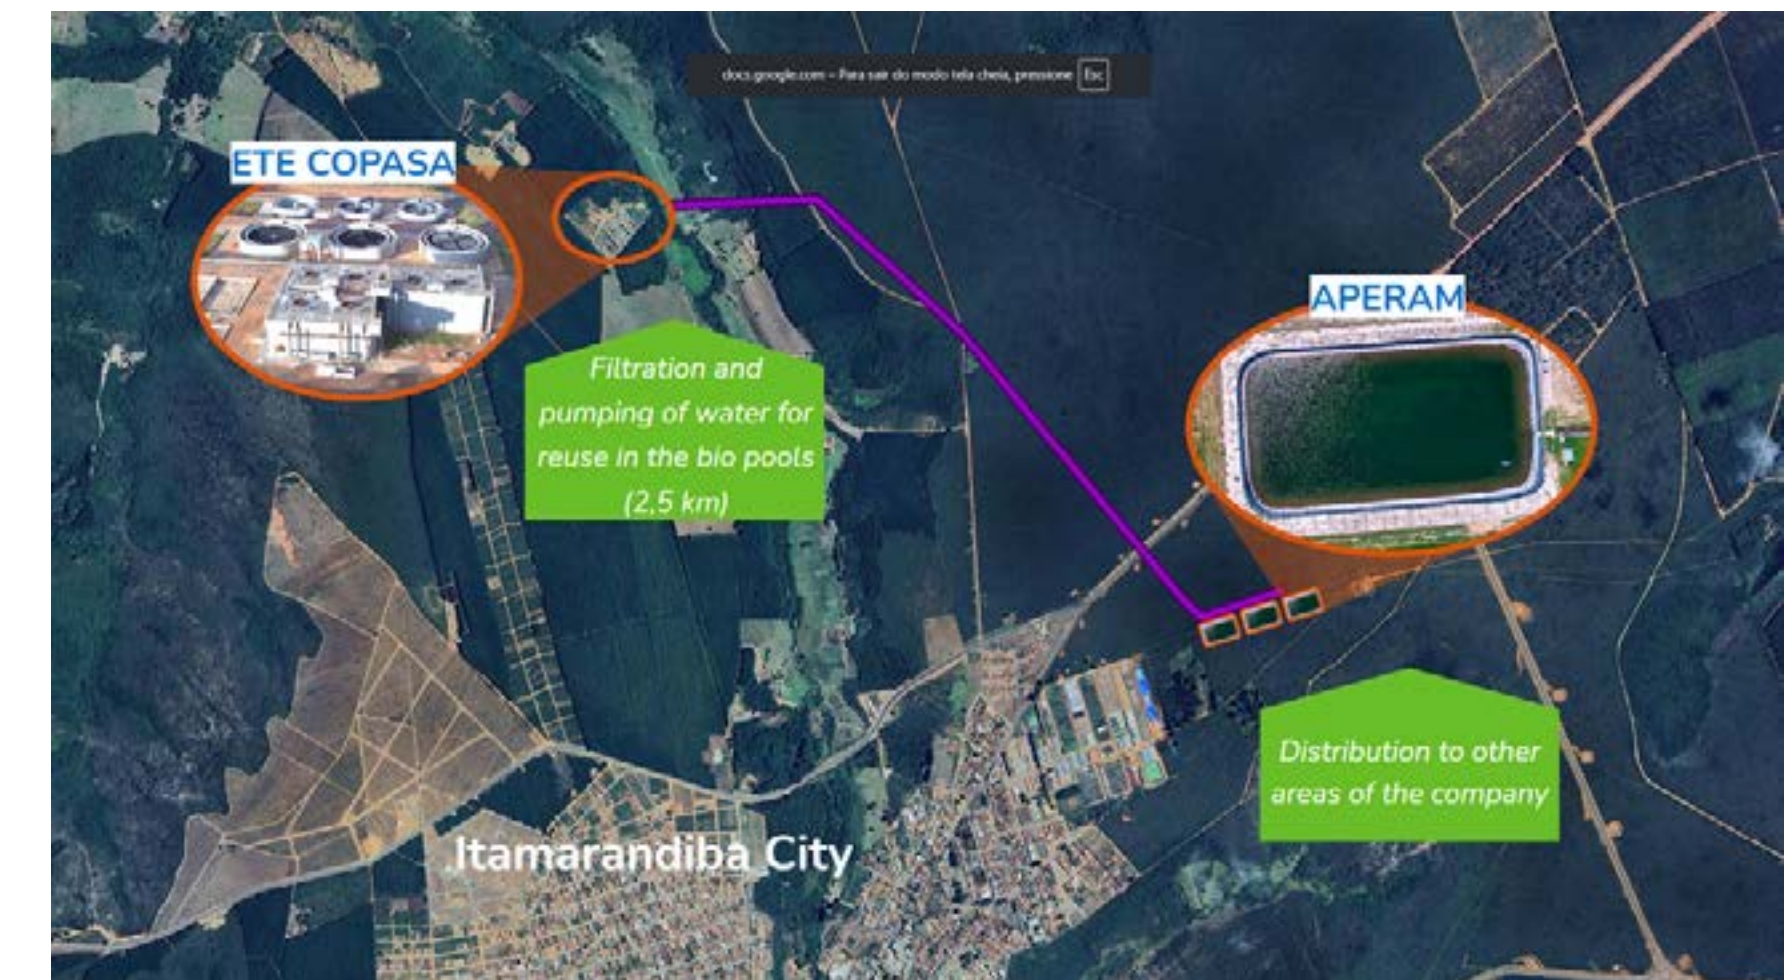 docs.google.com – Para sair do modo tela cheia, pressione Esc
ETE COPASA
APERAM
Filtration and
pumping of water for
reuse in the bio pools
(2,5 km)
Distribution to other
areas of the company
Itamarandiba City